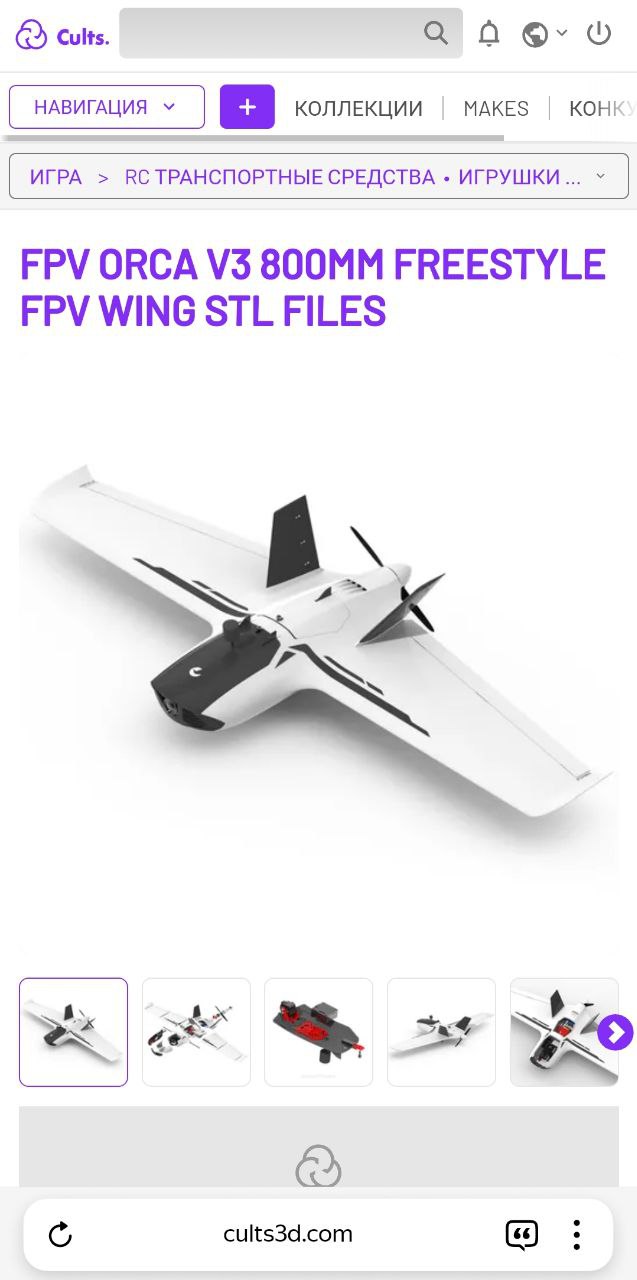 Cults.
НАВИГАЦИЯ
+
КОЛЛЕКЦИИ | MAKES | КОНКУ
ИГРА > RC ТРАНСПОРТНЫЕ СРЕДСТВА • ИГРУШКИ ...
FPV ORCA V3 800MM FREESTYLE
FPV WING STL FILES
cults3d.com